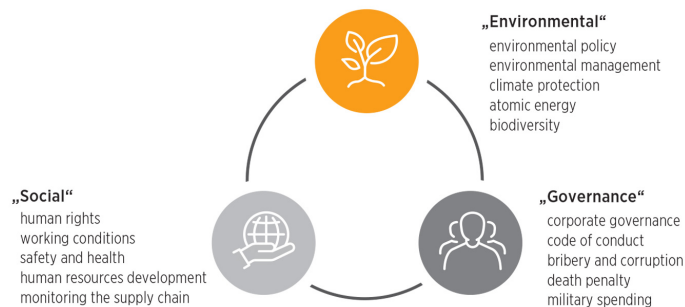 „Environmental“
environmental policy
environmental management
climate protection
atomic energy
biodiversity
„Social“
human rights
working conditions
safety and health
human resources development
monitoring the supply chain
„Governance“
corporate governance
code of conduct
bribery and corruption
death penalty
military spending